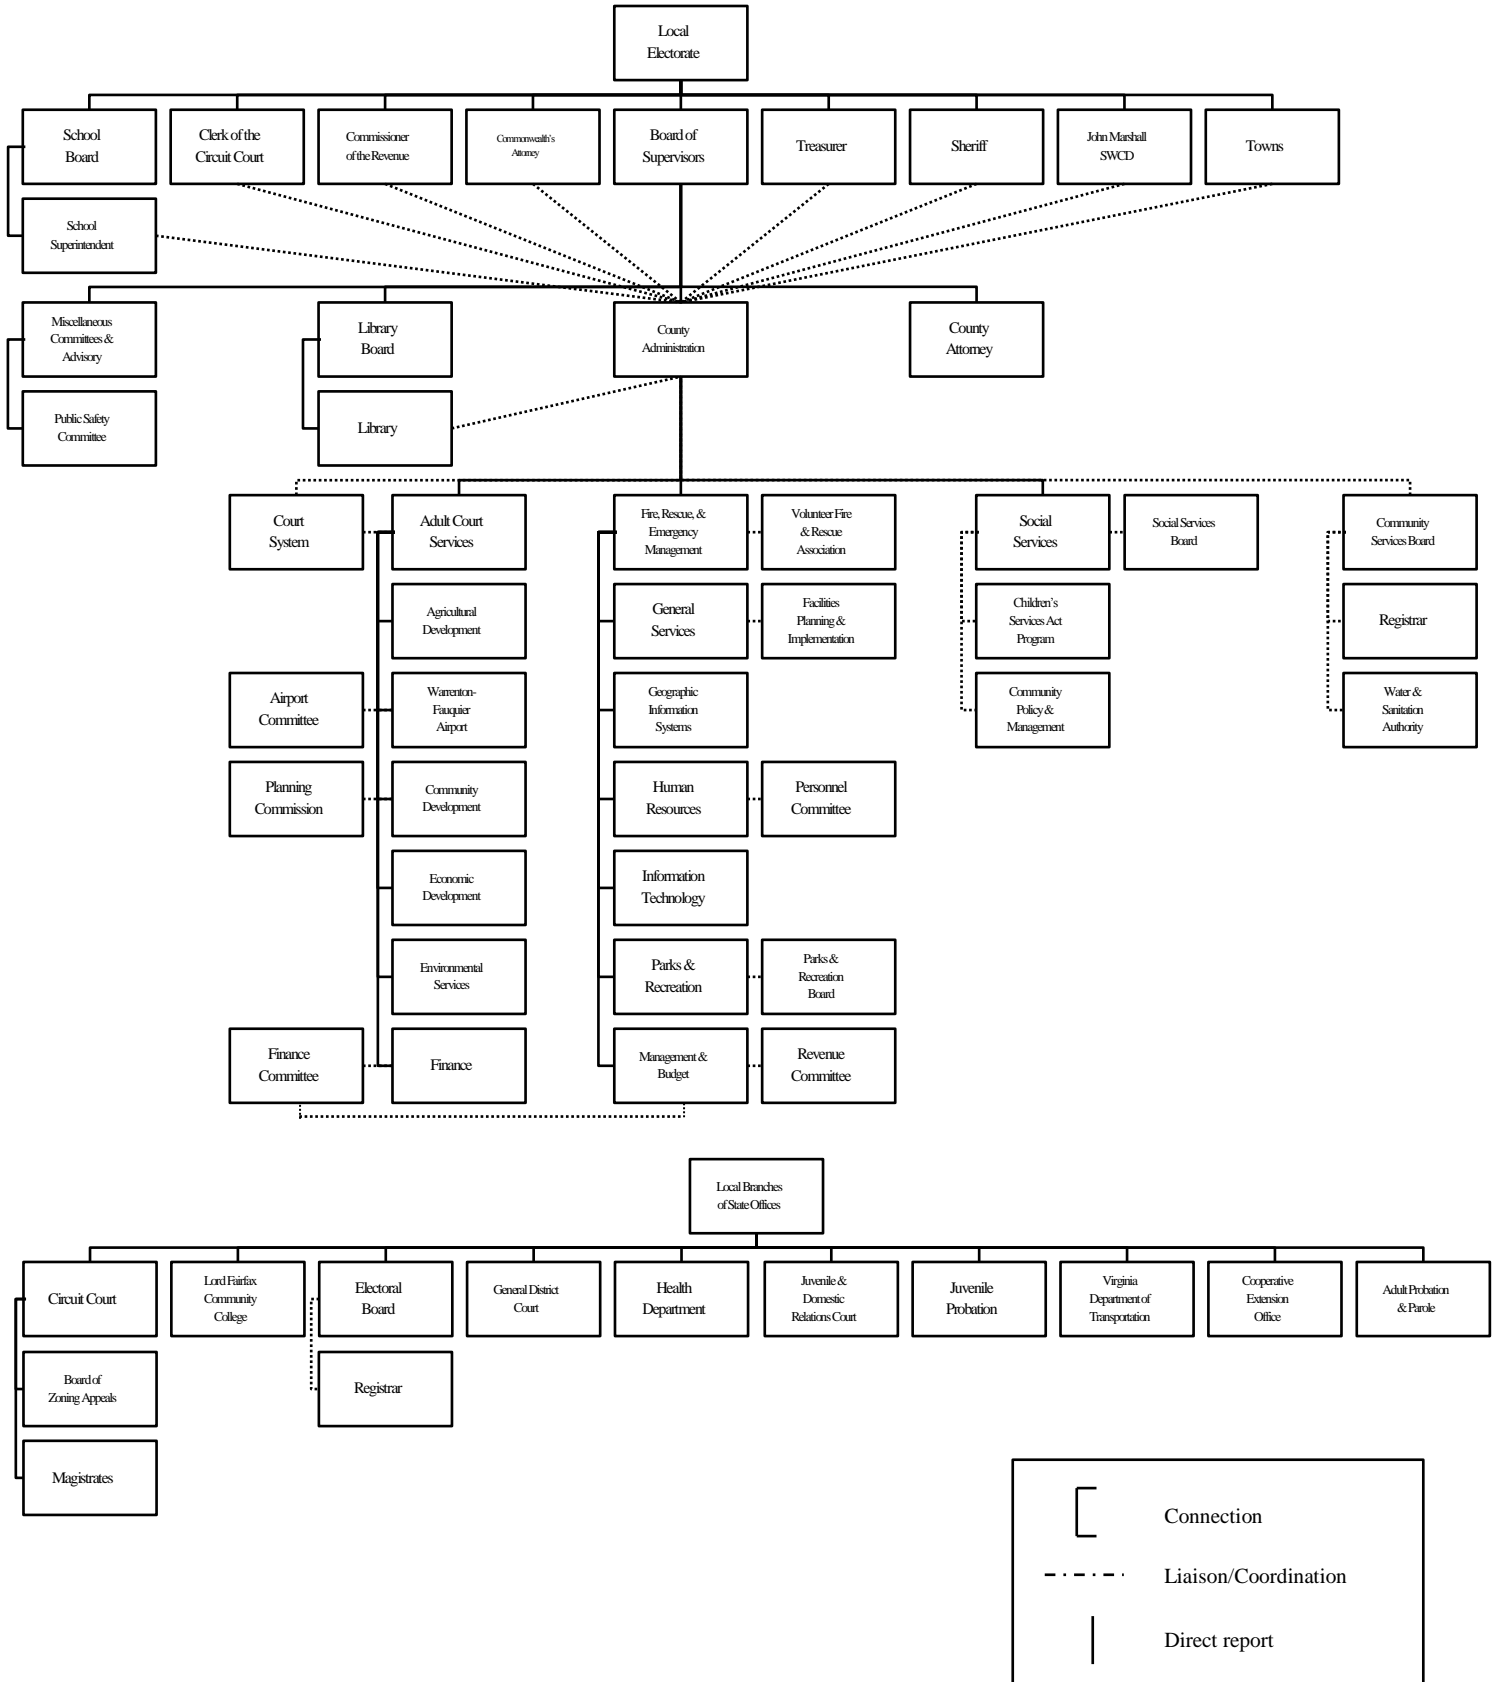 Local
Electorate
School
Board
Clerk of the
Circuit Court
Commissioner
of the Revenue
Commonwealth's
Attorney
Board of
Supervisors
Treasurer
Sheriff
John Marshall
SWCD
Towns
School
Superintendent
Miscellaneous
Committees &
Advisory
Library
Board
County
Administration
County
Attorney
Public Safety
Committee
Library
Court
System
Adult Court
Services
Fire, Rescue, &
Emergency
Management
Volunteer Fire
& Rescue
Association
Social
Services
Social Services
Board
Community
Services Board
Agricultural
Development
General
Services
Facilities
Planning &
Implementation
Children's
Services Act
Program
Registrar
Airport
Committee
Warrenton-
Fauquier
Airport
Geographic
Information
Systems
Community
Policy &
Management
Water &
Sanitation
Authority
Planning
Commission
Community
Development
Human
Resources
Personnel
Committee
Economic
Development
Information
Technology
Environmental
Services
Parks &
Recreation
Parks &
Recreation
Board
Finance
Committee
Finance
Management &
Budget
Revenue
Committee
Local Branches
of State Offices
Circuit Court
Lord Fairfax
Community
College
Electoral
Board
General District
Court
Health
Department
Juvenile &
Domestic
Relations Court
Juvenile
Probation
Virginia
Department of
Transportation
Cooperative
Extension
Office
Adult Probation
& Parole
Board of
Zoning Appeals
Registrar
Magistrates
Connection
Liaison/Coordination
Direct report